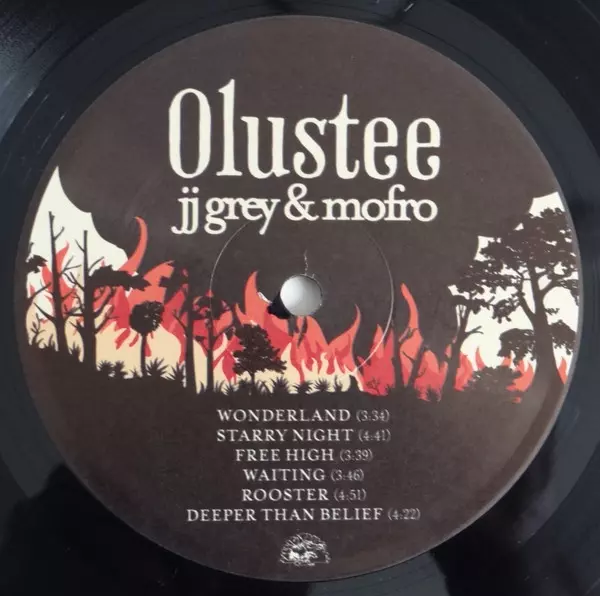 Olustee
jj grey & mofro
WONDERLAND (3:34)
STARRY NIGHT (4:41)
FREE HIGH (3:39)
WAITING (3:46)
ROOSTER (4:51)
DEEPER THAN BELIEF (4:22)